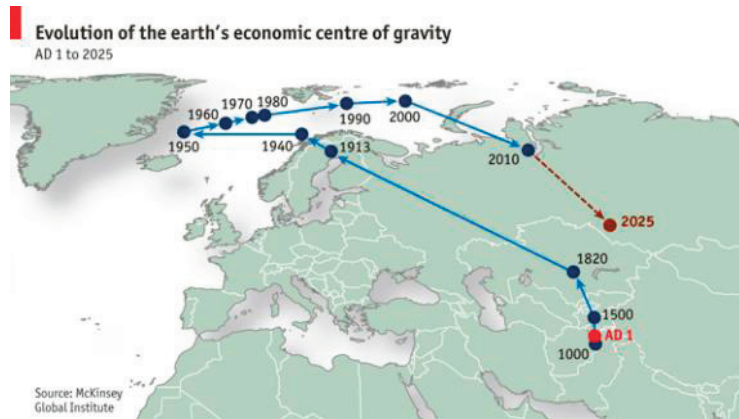 Evolution of the earth's economic centre of gravity
AD 1 to 2025
1960
1970
1980
1990
2000
1950
1940
1913
2010
2025
1820
1500
AD 1
1000
Source: McKinsey
Global Institute